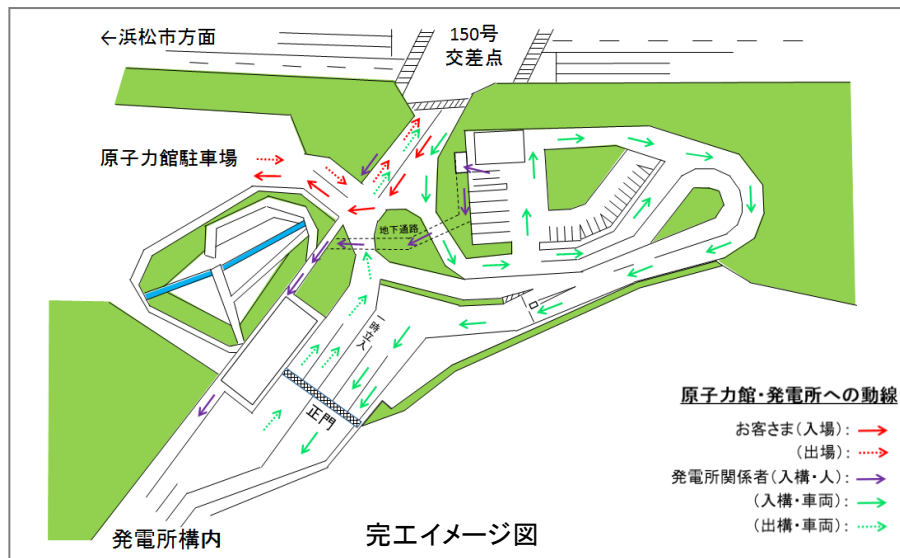 ←浜松市方面
150号
交差点
原子力館駐車場
地下通路
一時立入
正門
原子力館・発電所への動線
お客さま(入場):
(出場):
発電所関係者(入構・人):
(入構・車両):
(出構・車両):
発電所構内
完工イメージ図